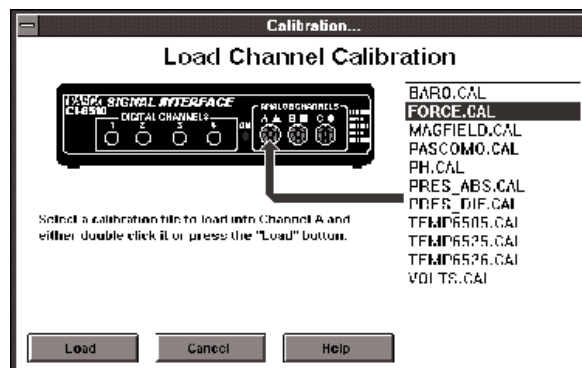 Calibration...
Load Channel Calibration
PASCO SIGNAL INTERFACE
CI-6500
DIGITAL CHANNELS
1 2 3 4
ON
ANALOG CHANNELS
A B C
BARO.CAL
FORCE.CAL
MAGFIELD.CAL
PASCOMO.CAL
PH.CAL
PRES_ABS.CAL
PRES_DIF.CAL
TEMP6505.CAL
TEMP6525.CAL
TEMP6526.CAL
VOLTS.CAL
Select a calibration file to load into Channel A and
either double click it or press the "Load" button.
Load
Cancel
Help